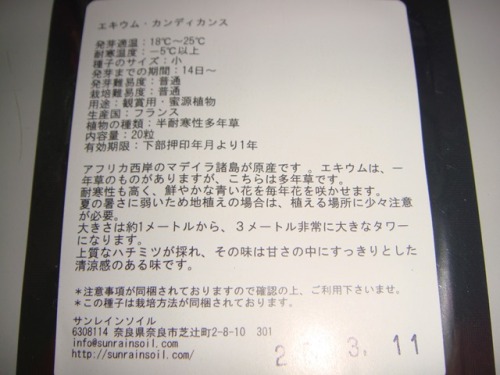 エキウム・カンディカンス
発芽適温：18℃～25℃
耐寒温度：－5℃以上
種子のサイズ：小
発芽までの期間：14日～
発芽難易度：普通
栽培難易度：普通
用途：観賞用・蜜源植物
生産国：フランス
植物の種類：半耐寒性多年草
内容量：20粒
有効期限：下部押印年月より1年
アフリカ西岸のマデイラ諸島が原産です 。エキウムは、一
年草のものがありますが、こちらは多年草です。
耐寒性も高く、鮮やかな青い花を毎年花を咲かせます。
夏の暑さに弱いため地植えの場合は、植える場所に少々注意
が必要。
大きさは約1メートルから、３メートル非常に大きなタワー
になります。
上質なハチミツが採れ、その味は甘さの中にすっきりとした
清涼感のある味です。
＊注意事項が同梱されておりますので確認の上、ご利用下さいませ。
＊この種子は栽培方法が同梱されております。
サンレインソイル
6308114 奈良県奈良市芝辻町2-8-10 301
info@sunrainsoil.com
http://sunrainsoil.com/
3. 11